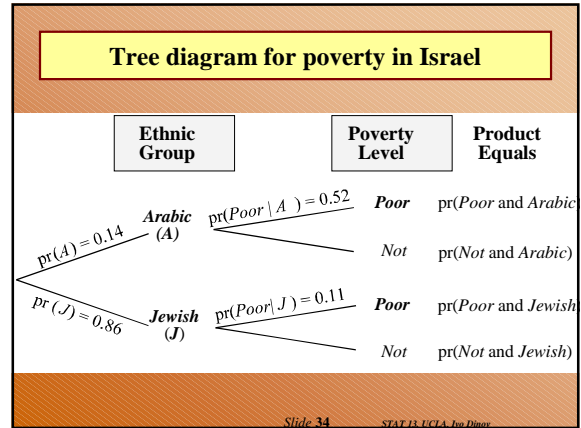 Tree diagram for poverty in Israel
Ethnic Group
Poverty Level
Product Equals
pr(A) = 0.14
Arabic (A)
pr(Poor | A ) = 0.52
Poor pr(Poor and Arabic)
Not pr(Not and Arabic)
pr (J) = 0.86
Jewish (J)
pr(Poor| J ) = 0.11
Poor pr(Poor and Jewish)
Not pr(Not and Jewish)
Slide 34 STAT 13, UCLA, Ivo Dinov